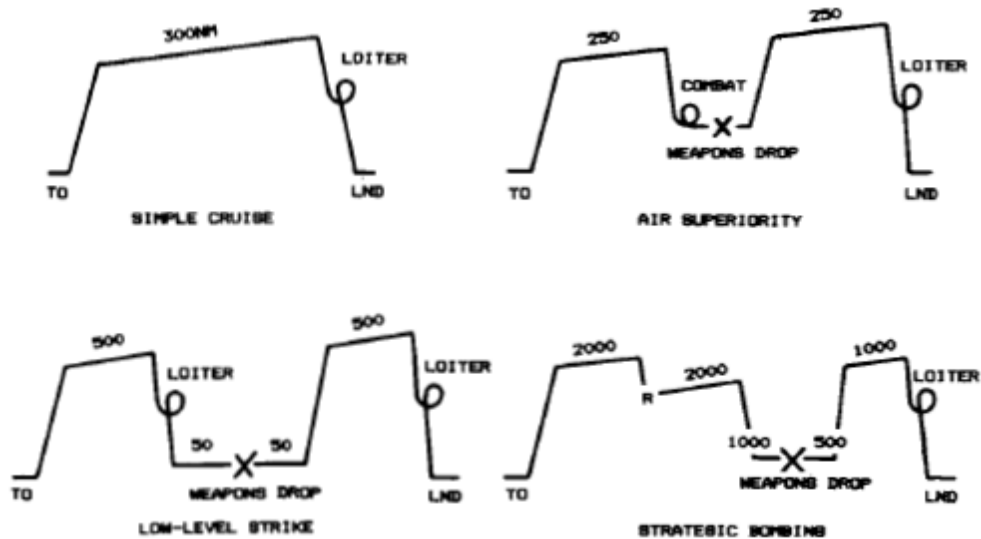 300NM
LOITER
TO
LND
SIMPLE CRUISE
250
250
COMBAT
LOITER
WEAPONS DROP
TO
LND
AIR SUPERIORITY
500
500
LOITER
LOITER
50
50
TO
WEAPONS DROP
LND
LOW-LEVEL STRIKE
2000
R
2000
1000
LOITER
1000
500
TO
WEAPONS DROP
LND
STRATEGIC BOMBING